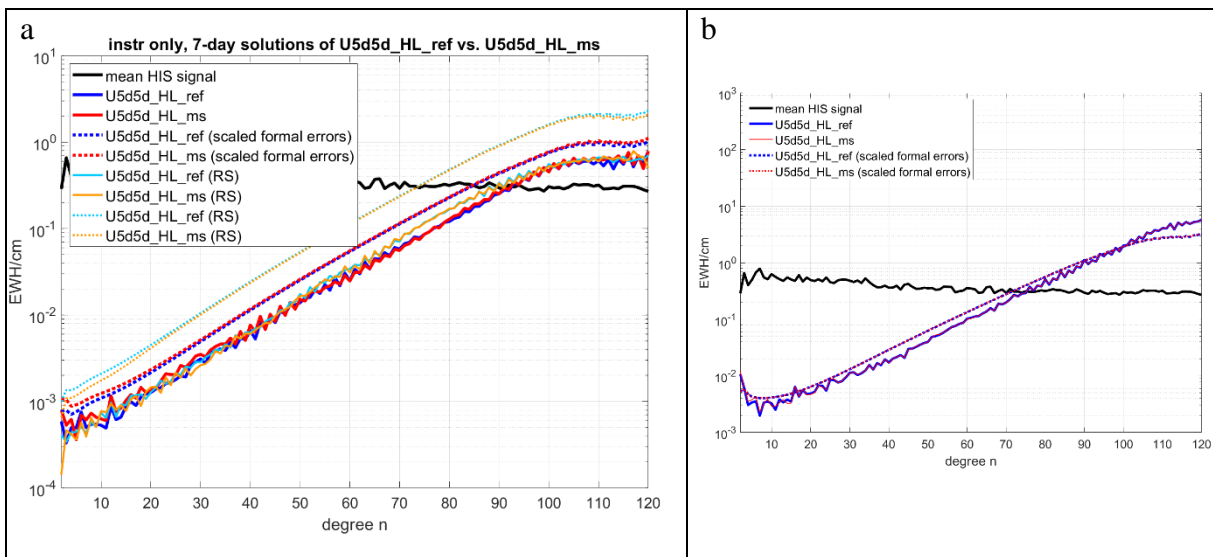 a
instr only, 7-day solutions of U5d5d_HL_ref vs. U5d5d_HL_ms
10^1
mean HIS signal
U5d5d_HL_ref
U5d5d_HL_ms
U5d5d_HL_ref (scaled formal errors)
U5d5d_HL_ms (scaled formal errors)
U5d5d_HL_ref (RS)
U5d5d_HL_ms (RS)
U5d5d_HL_ref (RS)
U5d5d_HL_ms (RS)
10^0
10^-1
10^-2
10^-3
10^-4
EWH/cm
10 20 30 40 50 60 70 80 90 100 110 120
degree n
b
10^3
mean HIS signal
U5d5d_HL_ref
U5d5d_HL_ms
U5d5d_HL_ref (scaled formal errors)
U5d5d_HL_ms (scaled formal errors)
10^2
10^1
10^0
10^-1
10^-2
10^-3
EWH/cm
10 20 30 40 50 60 70 80 90 100 110 120
degree n